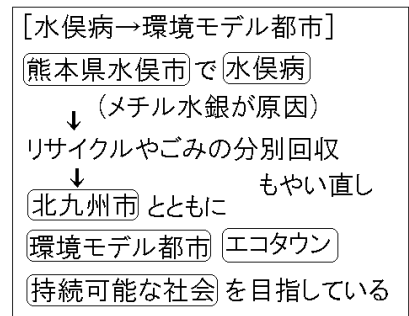 [水俣病→環境モデル都市]
熊本県水俣市で水俣病
↓ (メチル水銀が原因)
リサイクルやごみの分別回収
↓ もやい直し
北九州市とともに
環境モデル都市 エコタウン
持続可能な社会を目指している